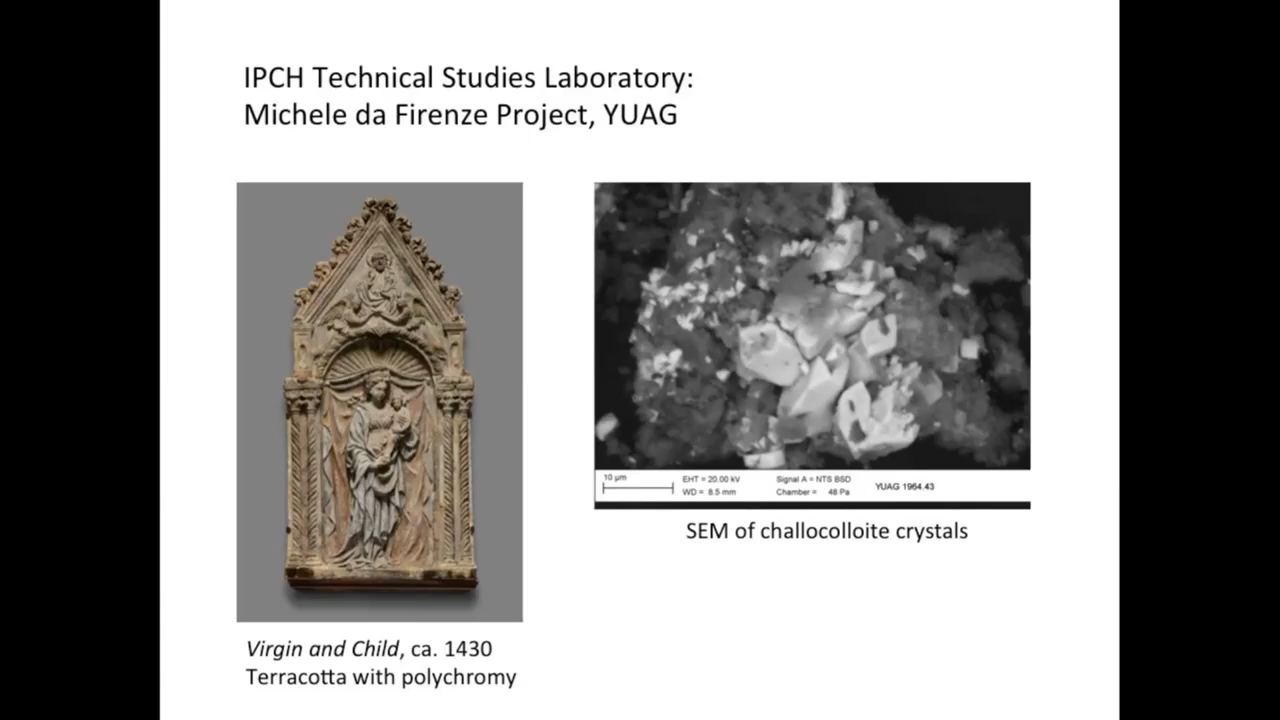 IPCH Technical Studies Laboratory:
Michele da Firenze Project, YUAG
10 µm
EHT = 20.00 kV
Signal A = NTS BSD
WD = 8.5 mm
Chamber = 48 Pa
YUAG 1964.43
SEM of challocolloite crystals
Virgin and Child, ca. 1430
Terracotta with polychromy